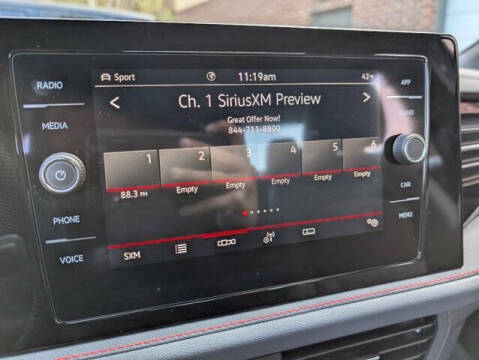 RADIO
MEDIA
PHONE
VOICE
Sport
11:19am
42
Ch. 1 SiriusXM Preview
Great Offer Now!
844-711-8800
1
2
3
4
5
6
88.3 FM
Empty
Empty
Empty
Empty
Empty
SXM
APP
CAR
MENU